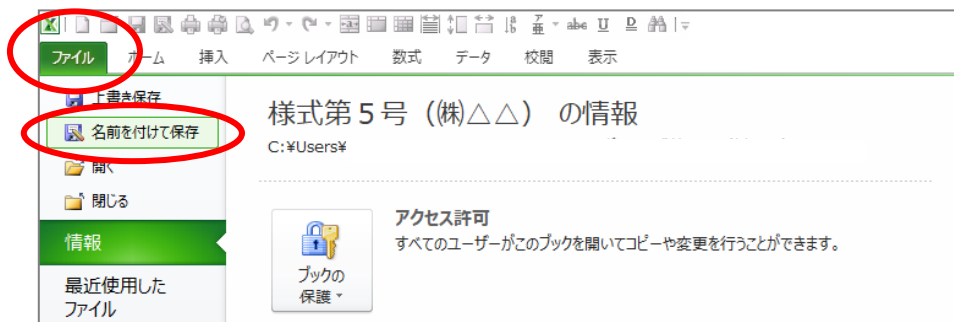 ファイル ホーム 挿入 ページ レイアウト 数式 データ 校閲 表示
上書き保存
名前を付けて保存
開く
閉じる
情報
最近使用した
ファイル
様式第５号（㈱△△） の情報
C:¥Users¥
アクセス許可
すべてのユーザーがこのブックを開いてコピーや変更を行うことができます。
ブックの
保護